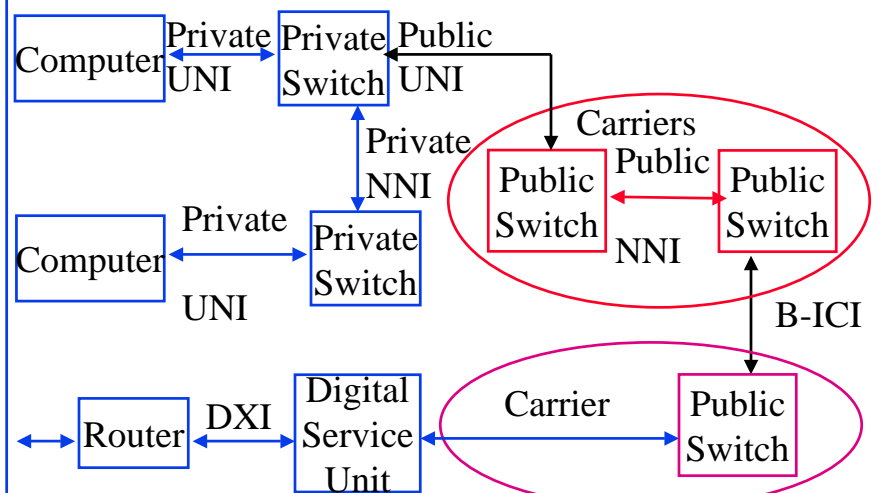 Computer
Private
UNI
Private
Switch
Public
UNI
Private
NNI
Carriers
Public
Switch
Public
NNI
Public
Switch
Computer
Private
UNI
Private
Switch
B-ICI
Router
DXI
Digital
Service
Unit
Carrier
Public
Switch